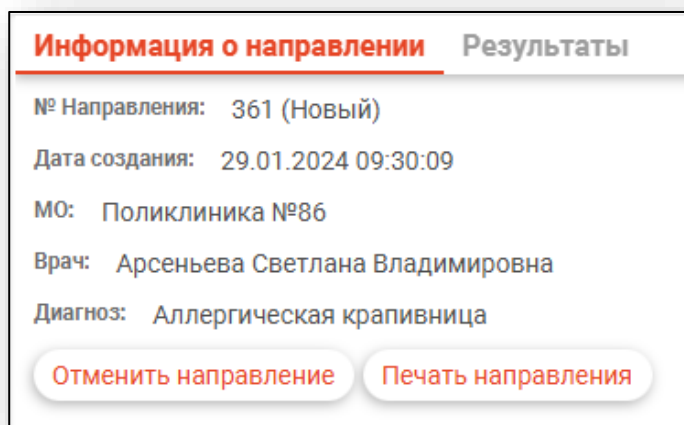 Информация о направлении Результаты
№ Направления: 361 (Новый)
Дата создания: 29.01.2024 09:30:09
МО: Поликлиника №86
Врач: Арсеньева Светлана Владимировна
Диагноз: Аллергическая крапивница
Отменить направление Печать направления